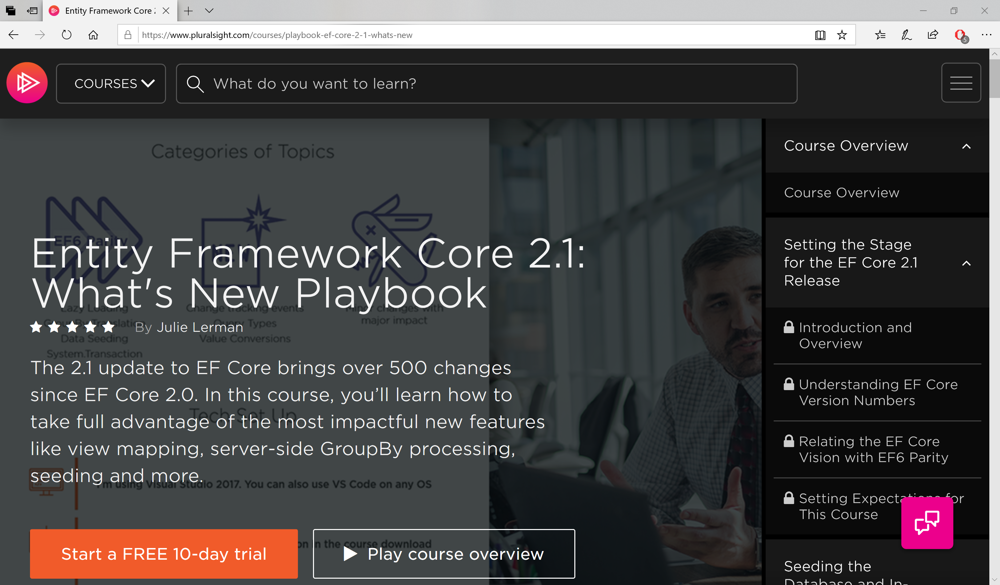 Entity Framework Core 2
https://www.pluralsight.com/courses/playbook-ef-core-2-1-whats-new
5
COURSES
What do you want to learn?
Categories of Topics
EF6 Parity
NEW
Entity Framework Core 2.1:
What's New Playbook
Lazy Loading
GroupBy Translation
Data Seeding
System.Transaction
Change tracking events
Query Types
Value Conversions
Minor changes with
major impact
By Julie Lerman
The 2.1 update to EF Core brings over 500 changes
since EF Core 2.0. In this course, you’ll learn how to
take full advantage of the most impactful new features
like view mapping, server-side GroupBy processing,
seeding and more.
Tech Set Up
I'm using Visual Studio 2017. You can also use VS Code on any OS
in the course download
Start a FREE 10-day trial
Play course overview
Course Overview
Course Overview
Setting the Stage
for the EF Core 2.1
Release
Introduction and
Overview
Understanding EF Core
Version Numbers
Relating the EF Core
Vision with EF6 Parity
Setting Expectations for
This Course
Seeding the
Database and In-